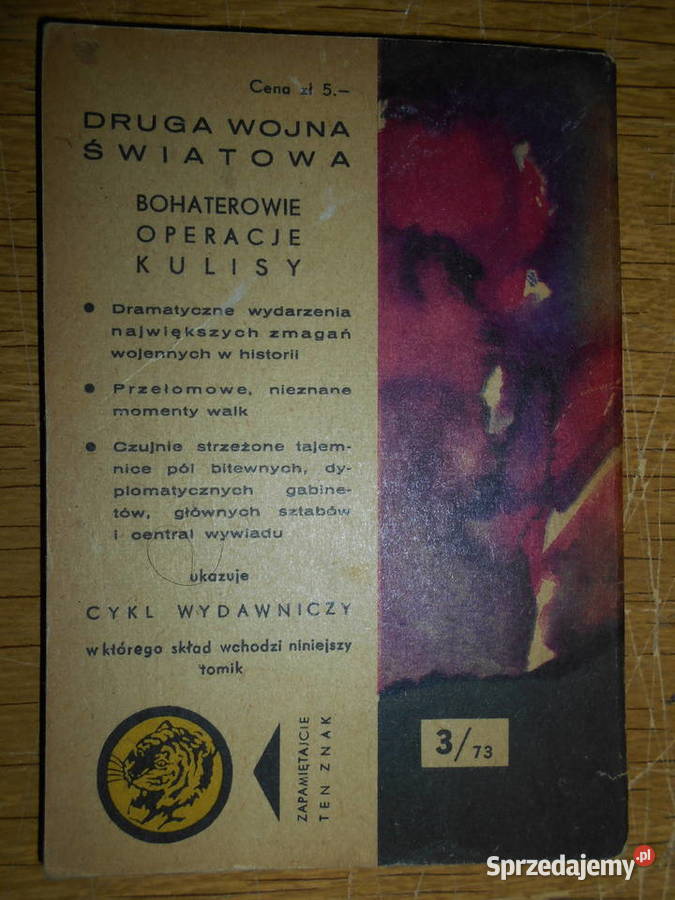 Cena zł 5.—
DRUGA WOJNA
ŚWIATOWA
BOHATEROWIE
OPERACJE
KULISY
● Dramatyczne wydarzenia
największych zmagań
wojennych w historii
● Przełomowe, nieznane
momenty walk
● Czujnie strzeżone tajem-
nice pól bitewnych, dy-
plomatycznych gabine-
tów, głównych sztabów
i central wywiadu
ukazuje
CYKL WYDAWNICZY
w którego skład wchodzi niniejszy
tomik
ZAPAMIĘTAJCIE
TEN ZNAK
3/73
Sprzedajemy.pl